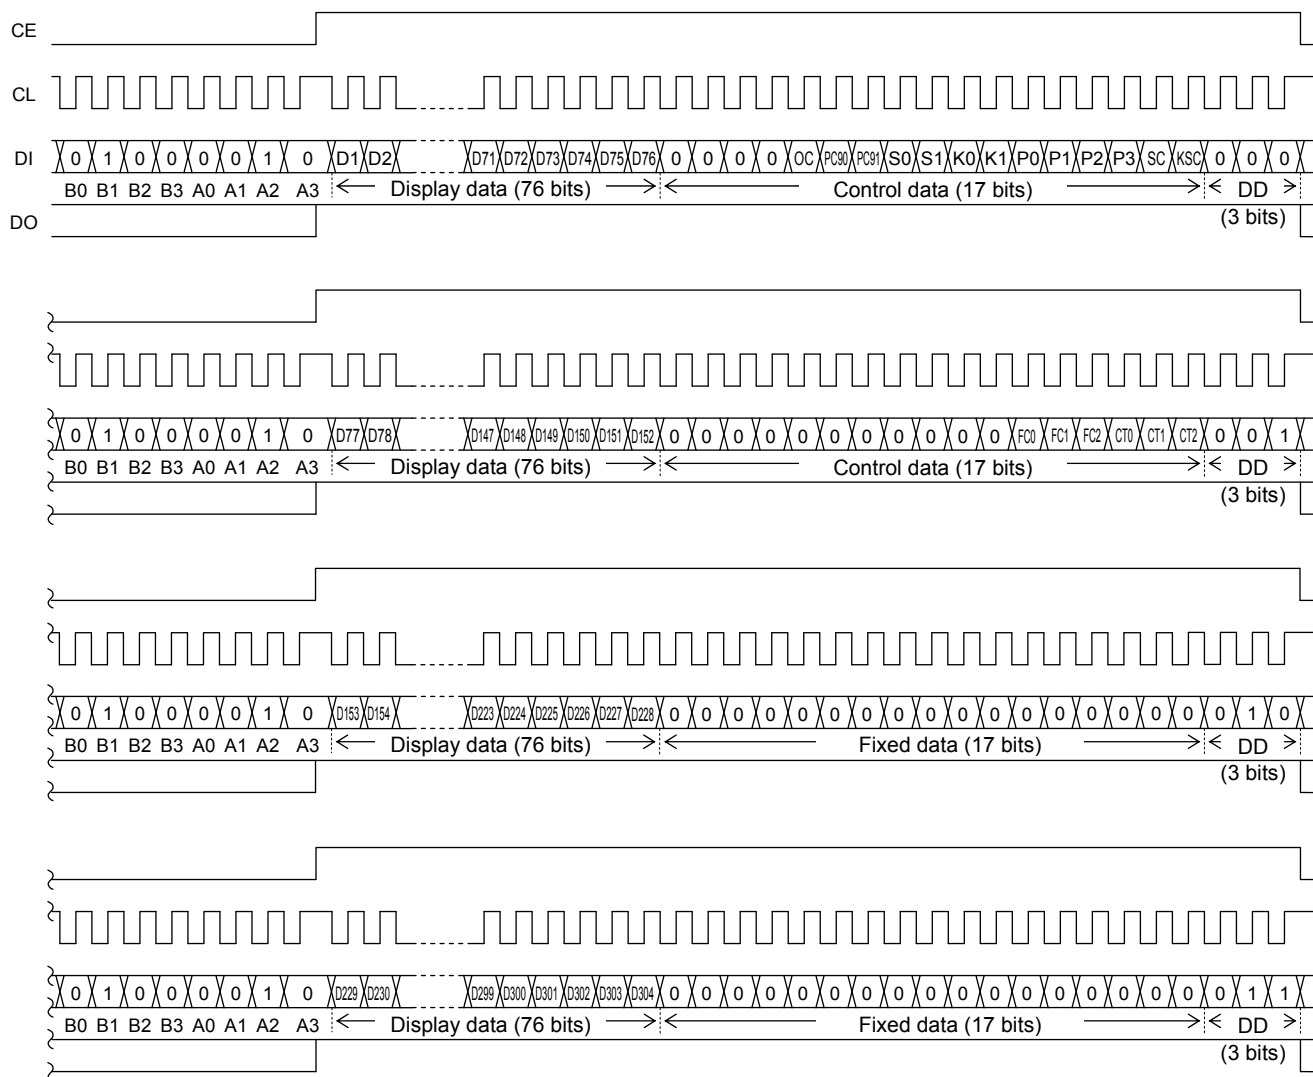 CE
CL
DI 0 1 0 0 0 0 1 0 D1 D2 D71 D72 D73 D74 D75 D76 0 0 0 0 OC PC90 PC91 S0 S1 K0 K1 P0 P1 P2 P3 SC KSC 0 0 0
B0 B1 B2 B3 A0 A1 A2 A3 Display data (76 bits) Control data (17 bits) DD
DO (3 bits)
0 1 0 0 0 0 1 0 D77 D78 D147 D148 D149 D150 D151 D152 0 0 0 0 0 0 0 0 0 0 0 FC0 FC1 FC2 CT0 CT1 CT2 0 0 1
B0 B1 B2 B3 A0 A1 A2 A3 Display data (76 bits) Control data (17 bits) DD
(3 bits)
0 1 0 0 0 0 1 0 D153 D154 D223 D224 D225 D226 D227 D228 0 0 0 0 0 0 0 0 0 0 0 0 0 0 0 0 0 0 1 0
B0 B1 B2 B3 A0 A1 A2 A3 Display data (76 bits) Fixed data (17 bits) DD
(3 bits)
0 1 0 0 0 0 1 0 D229 D230 D299 D300 D301 D302 D303 D304 0 0 0 0 0 0 0 0 0 0 0 0 0 0 0 0 0 0 1 1
B0 B1 B2 B3 A0 A1 A2 A3 Display data (76 bits) Fixed data (17 bits) DD
(3 bits)